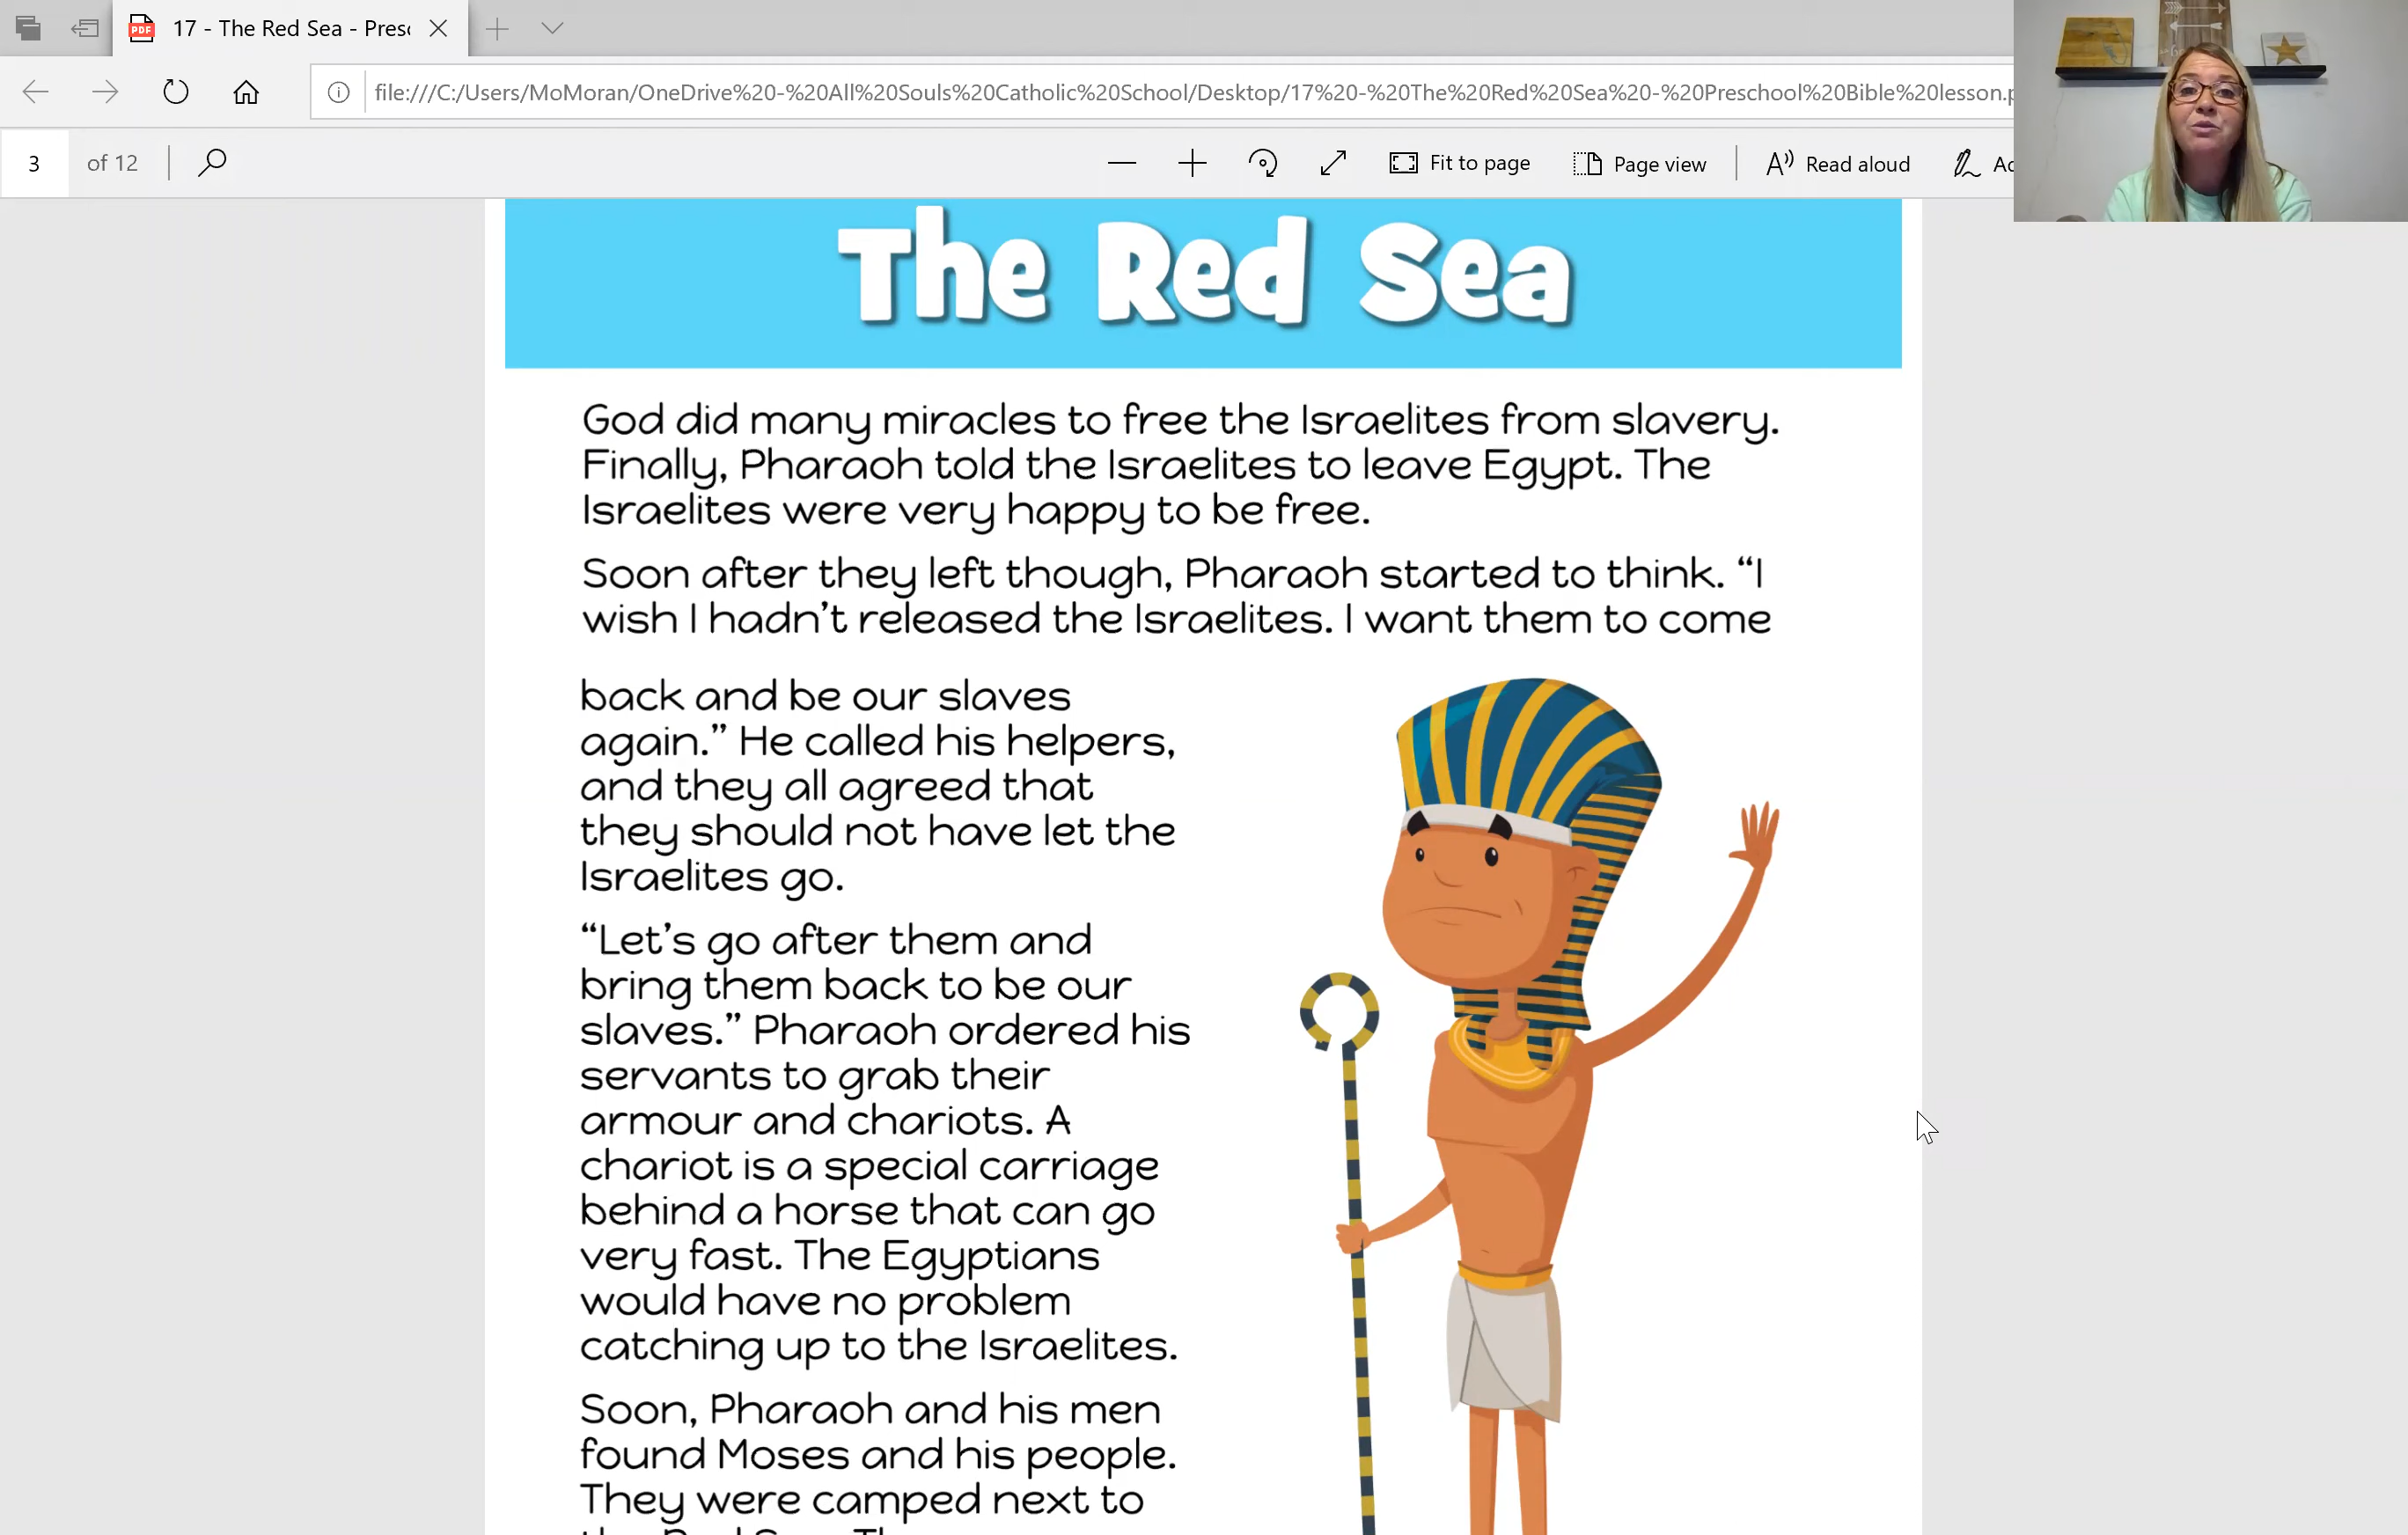 17 - The Red Sea - Preso
file:///C:/Users/MoMoran/OneDrive%20-%20All%20Souls%20Catholic%20School/Desktop/17%20-%20The%20Red%20Sea%20-%20Preschool%20Bible%20lesson.p
3 of 12 Fit to page Page view Read aloud
The Red Sea
God did many miracles to free the Israelites from slavery.
Finally, Pharaoh told the Israelites to leave Egypt. The
Israelites were very happy to be free.
Soon after they left though, Pharaoh started to think. “I
wish I hadn’t released the Israelites. I want them to come
back and be our slaves
again.” He called his helpers,
and they all agreed that
they should not have let the
Israelites go.
“Let’s go after them and
bring them back to be our
slaves.” Pharaoh ordered his
servants to grab their
armour and chariots. A
chariot is a special carriage
behind a horse that can go
very fast. The Egyptians
would have no problem
catching up to the Israelites.
Soon, Pharaoh and his men
found Moses and his people.
They were camped next to